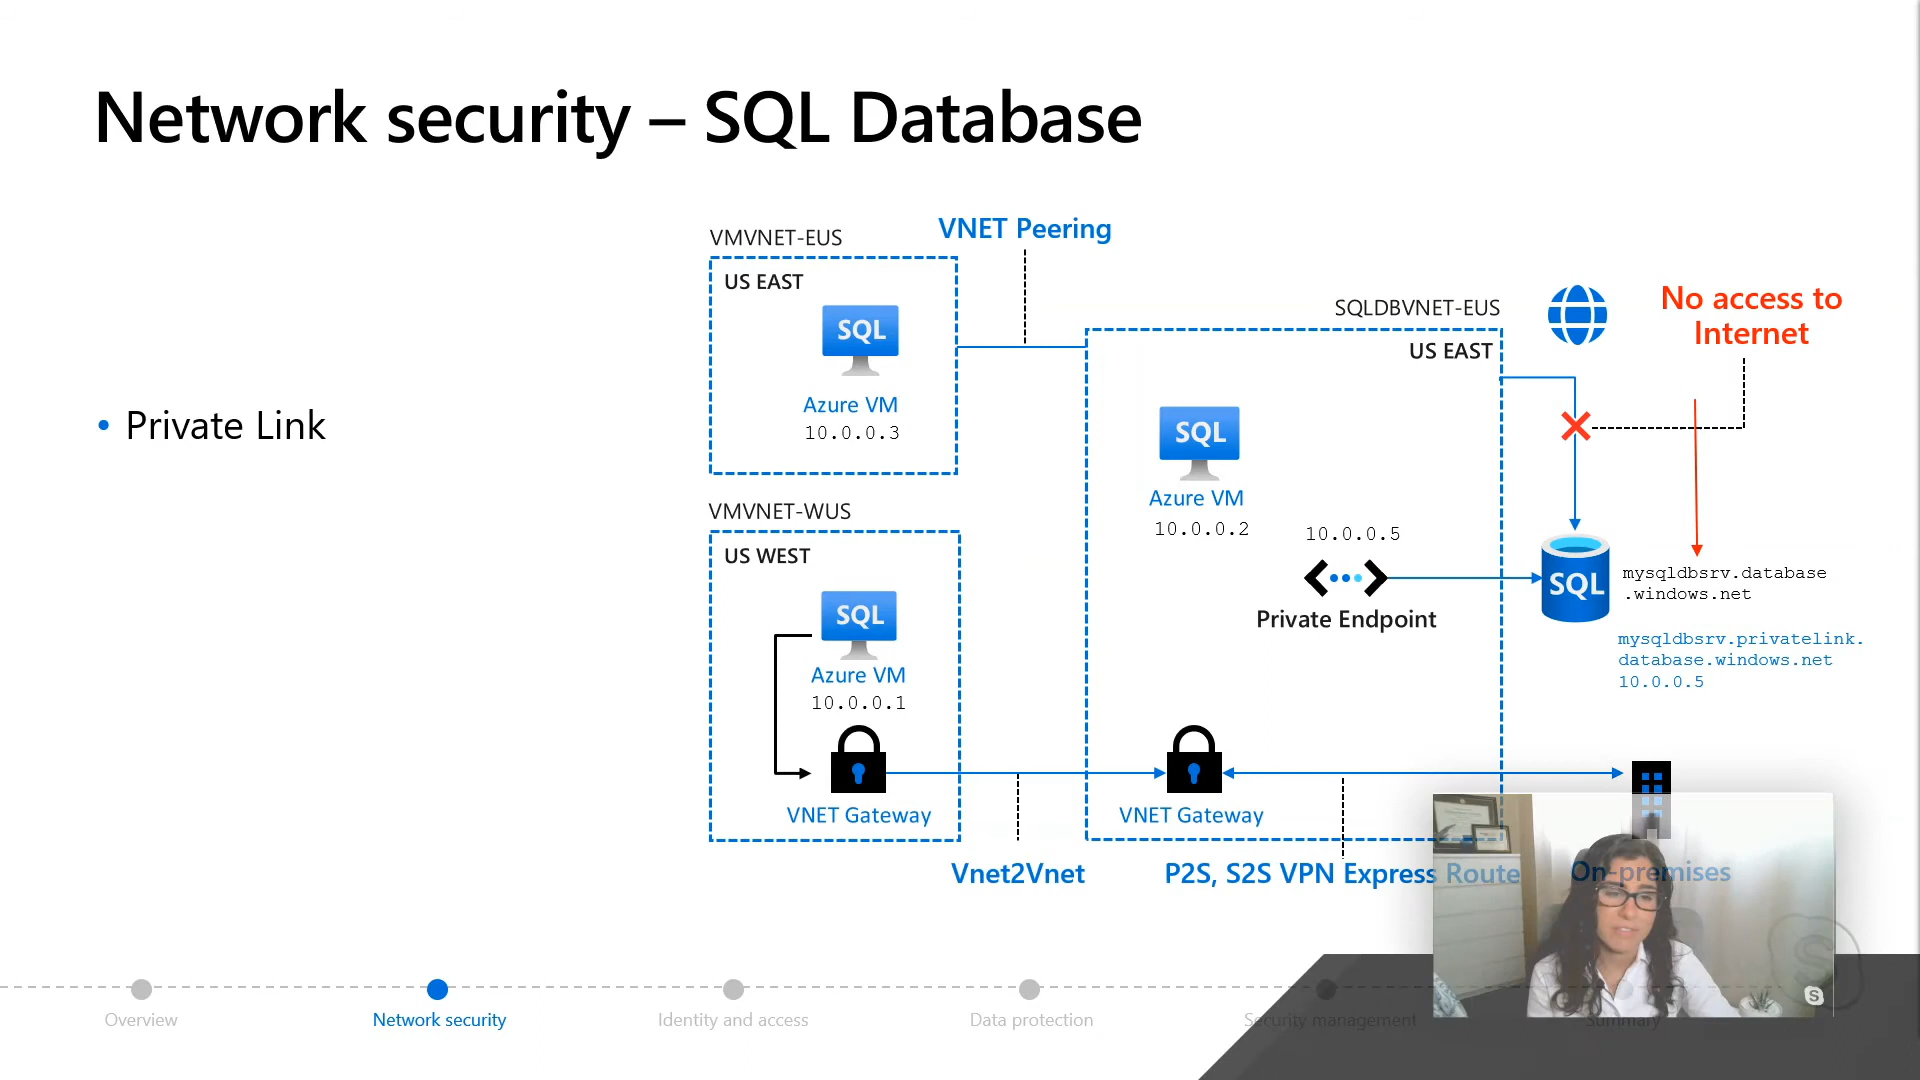 Network security – SQL Database
• Private Link
VMVNET-EUS
VNET Peering
US EAST
SQL
Azure VM
10.0.0.3
SQLDBVNET-EUS
US EAST
No access to
Internet
SQL
Azure VM
10.0.0.2
10.0.0.5
Private Endpoint
SQL
mysqldbsrv.database
.windows.net
mysqldbsrv.privatelink.
database.windows.net
10.0.0.5
VMVNET-WUS
US WEST
SQL
Azure VM
10.0.0.1
VNET Gateway
VNET Gateway
Vnet2Vnet
P2S, S2S VPN Express Route
On-premises
Overview
Network security
Identity and access
Data protection
Security management
Summary